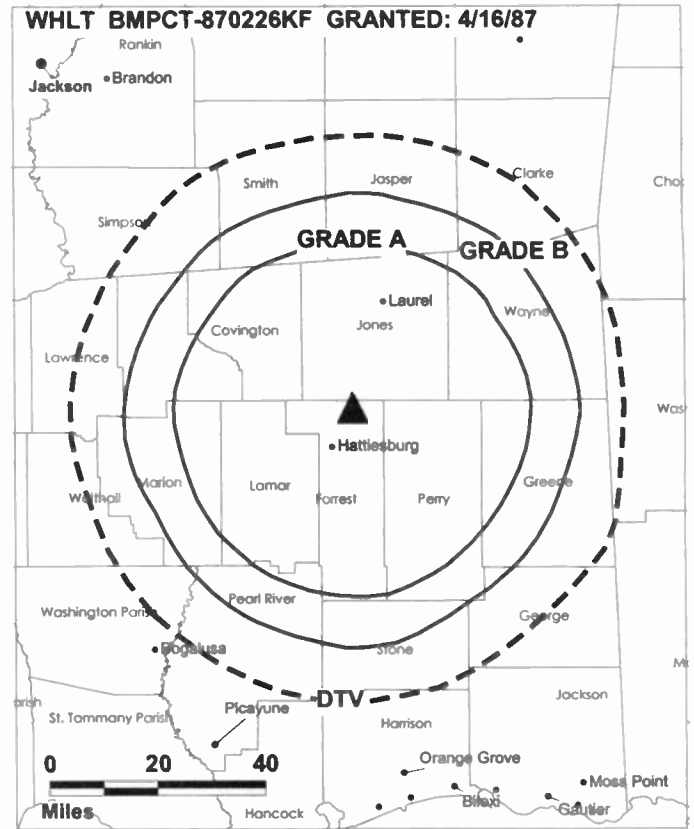 WHLT BMPCT-870226KF GRANTED: 4/16/87
Rankin
Jackson
Brandon
Clarke
Smith
Jasper
Simpson
GRADE A
GRADE B
Laurel
Wayne
Jones
Covington
Lawrence
Hattiesburg
Marion
Lamar
Forrest
Perry
Greene
Walthall
Pearl River
Washington Parish
George
Bogalusa
Stone
DTV
Jackson
Picayune
St. Tammany Parish
Harrison
0 20 40
Orange Grove
Moss Point
Biloxi
Gautier
Miles
Hancock